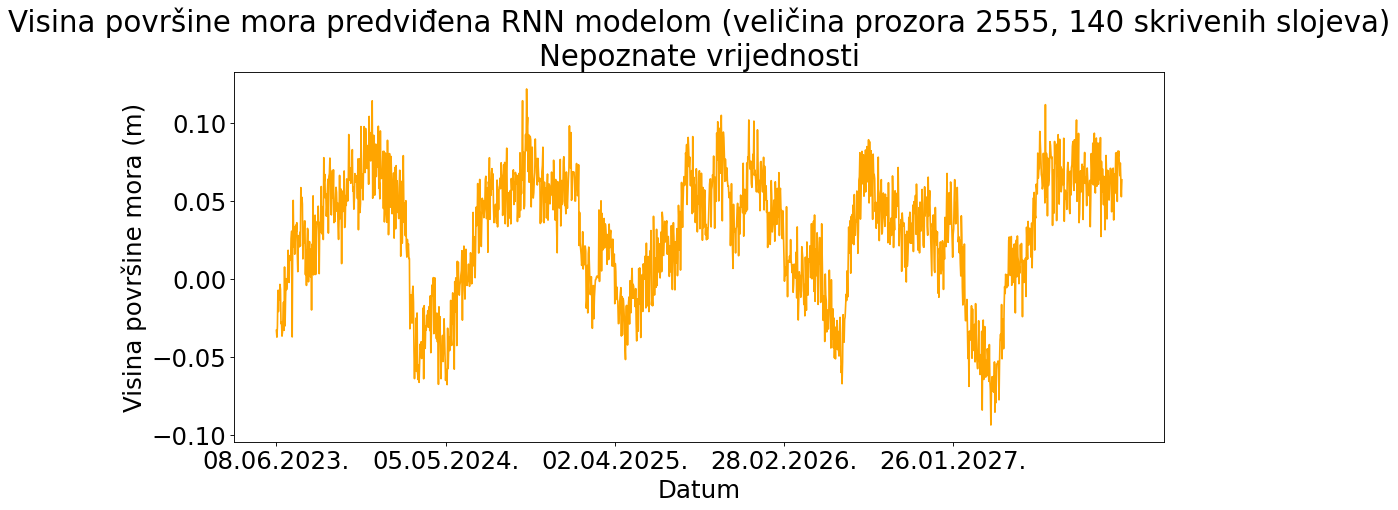 Visina površine mora predviđena RNN modelom (veličina prozora 2555, 140 skrivenih slojeva)
Nepoznate vrijednosti
Visina površine mora (m)
0.10
0.05
0.00
−0.05
−0.10
08.06.2023. 05.05.2024. 02.04.2025. 28.02.2026. 26.01.2027.
Datum